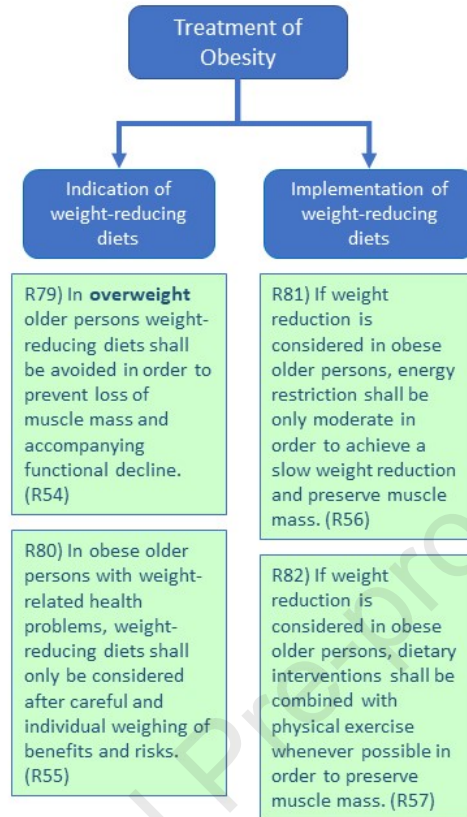 Treatment of
Obesity
Indication of
weight-reducing
diets
R79) In overweight
older persons weight-
reducing diets shall
be avoided in order to
prevent loss of
muscle mass and
accompanying
functional decline.
(R54)
R80) In obese older
persons with weight-
related health
problems, weight-
reducing diets shall
only be considered
after careful and
individual weighing of
benefits and risks.
(R55)
Implementation of
weight-reducing
diets
R81) If weight
reduction is
considered in obese
older persons, energy
restriction shall be
only moderate in
order to achieve a
slow weight reduction
and preserve muscle
mass. (R56)
R82) If weight
reduction is
considered in obese
older persons, dietary
interventions shall be
combined with
physical exercise
whenever possible in
order to preserve
muscle mass. (R57)
l Pre-pro